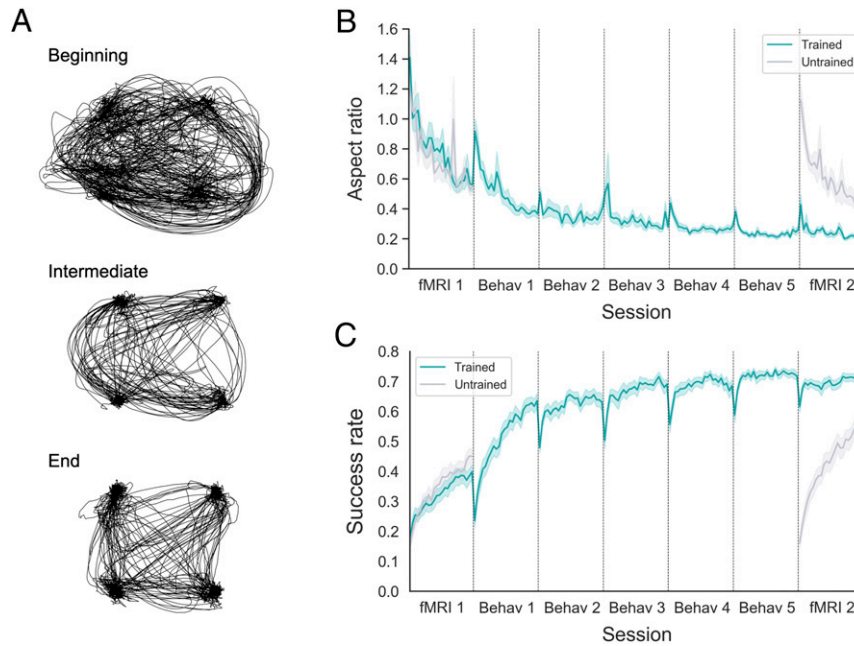 A
Beginning
Intermediate
End
B
Aspect ratio
1.6
1.4
1.2
1.0
0.8
0.6
0.4
0.2
0.0
Trained
Untrained
fMRI 1 Behav 1 Behav 2 Behav 3 Behav 4 Behav 5 fMRI 2
Session
C
Success rate
0.8
0.7
0.6
0.5
0.4
0.3
0.2
0.1
0.0
Trained
Untrained
fMRI 1 Behav 1 Behav 2 Behav 3 Behav 4 Behav 5 fMRI 2
Session